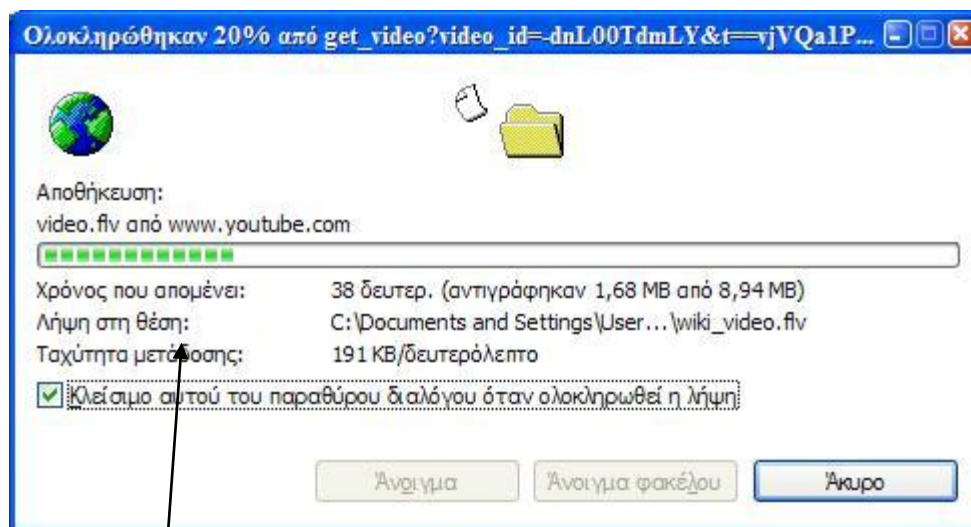 Ολοκληρώθηκαν 20% από get_video?video_id=-dnL00TdmLY&t==vjVQa1P...
Αποθήκευση:
video.flv από www.youtube.com
Χρόνος που απομένει: 38 δευτερ. (αντιγράφηκαν 1,68 MB από 8,94 MB)
Λήψη στη θέση: C:\Documents and Settings\User...\wiki_video.flv
Ταχύτητα μετάδοσης: 191 KB/δευτερόλεπτο
Κλείσιμο αυτού του παραθύρου διαλόγου όταν ολοκληρωθεί η λήψη
Άνοιγμα Άνοιγμα φακέλου Άκυρο